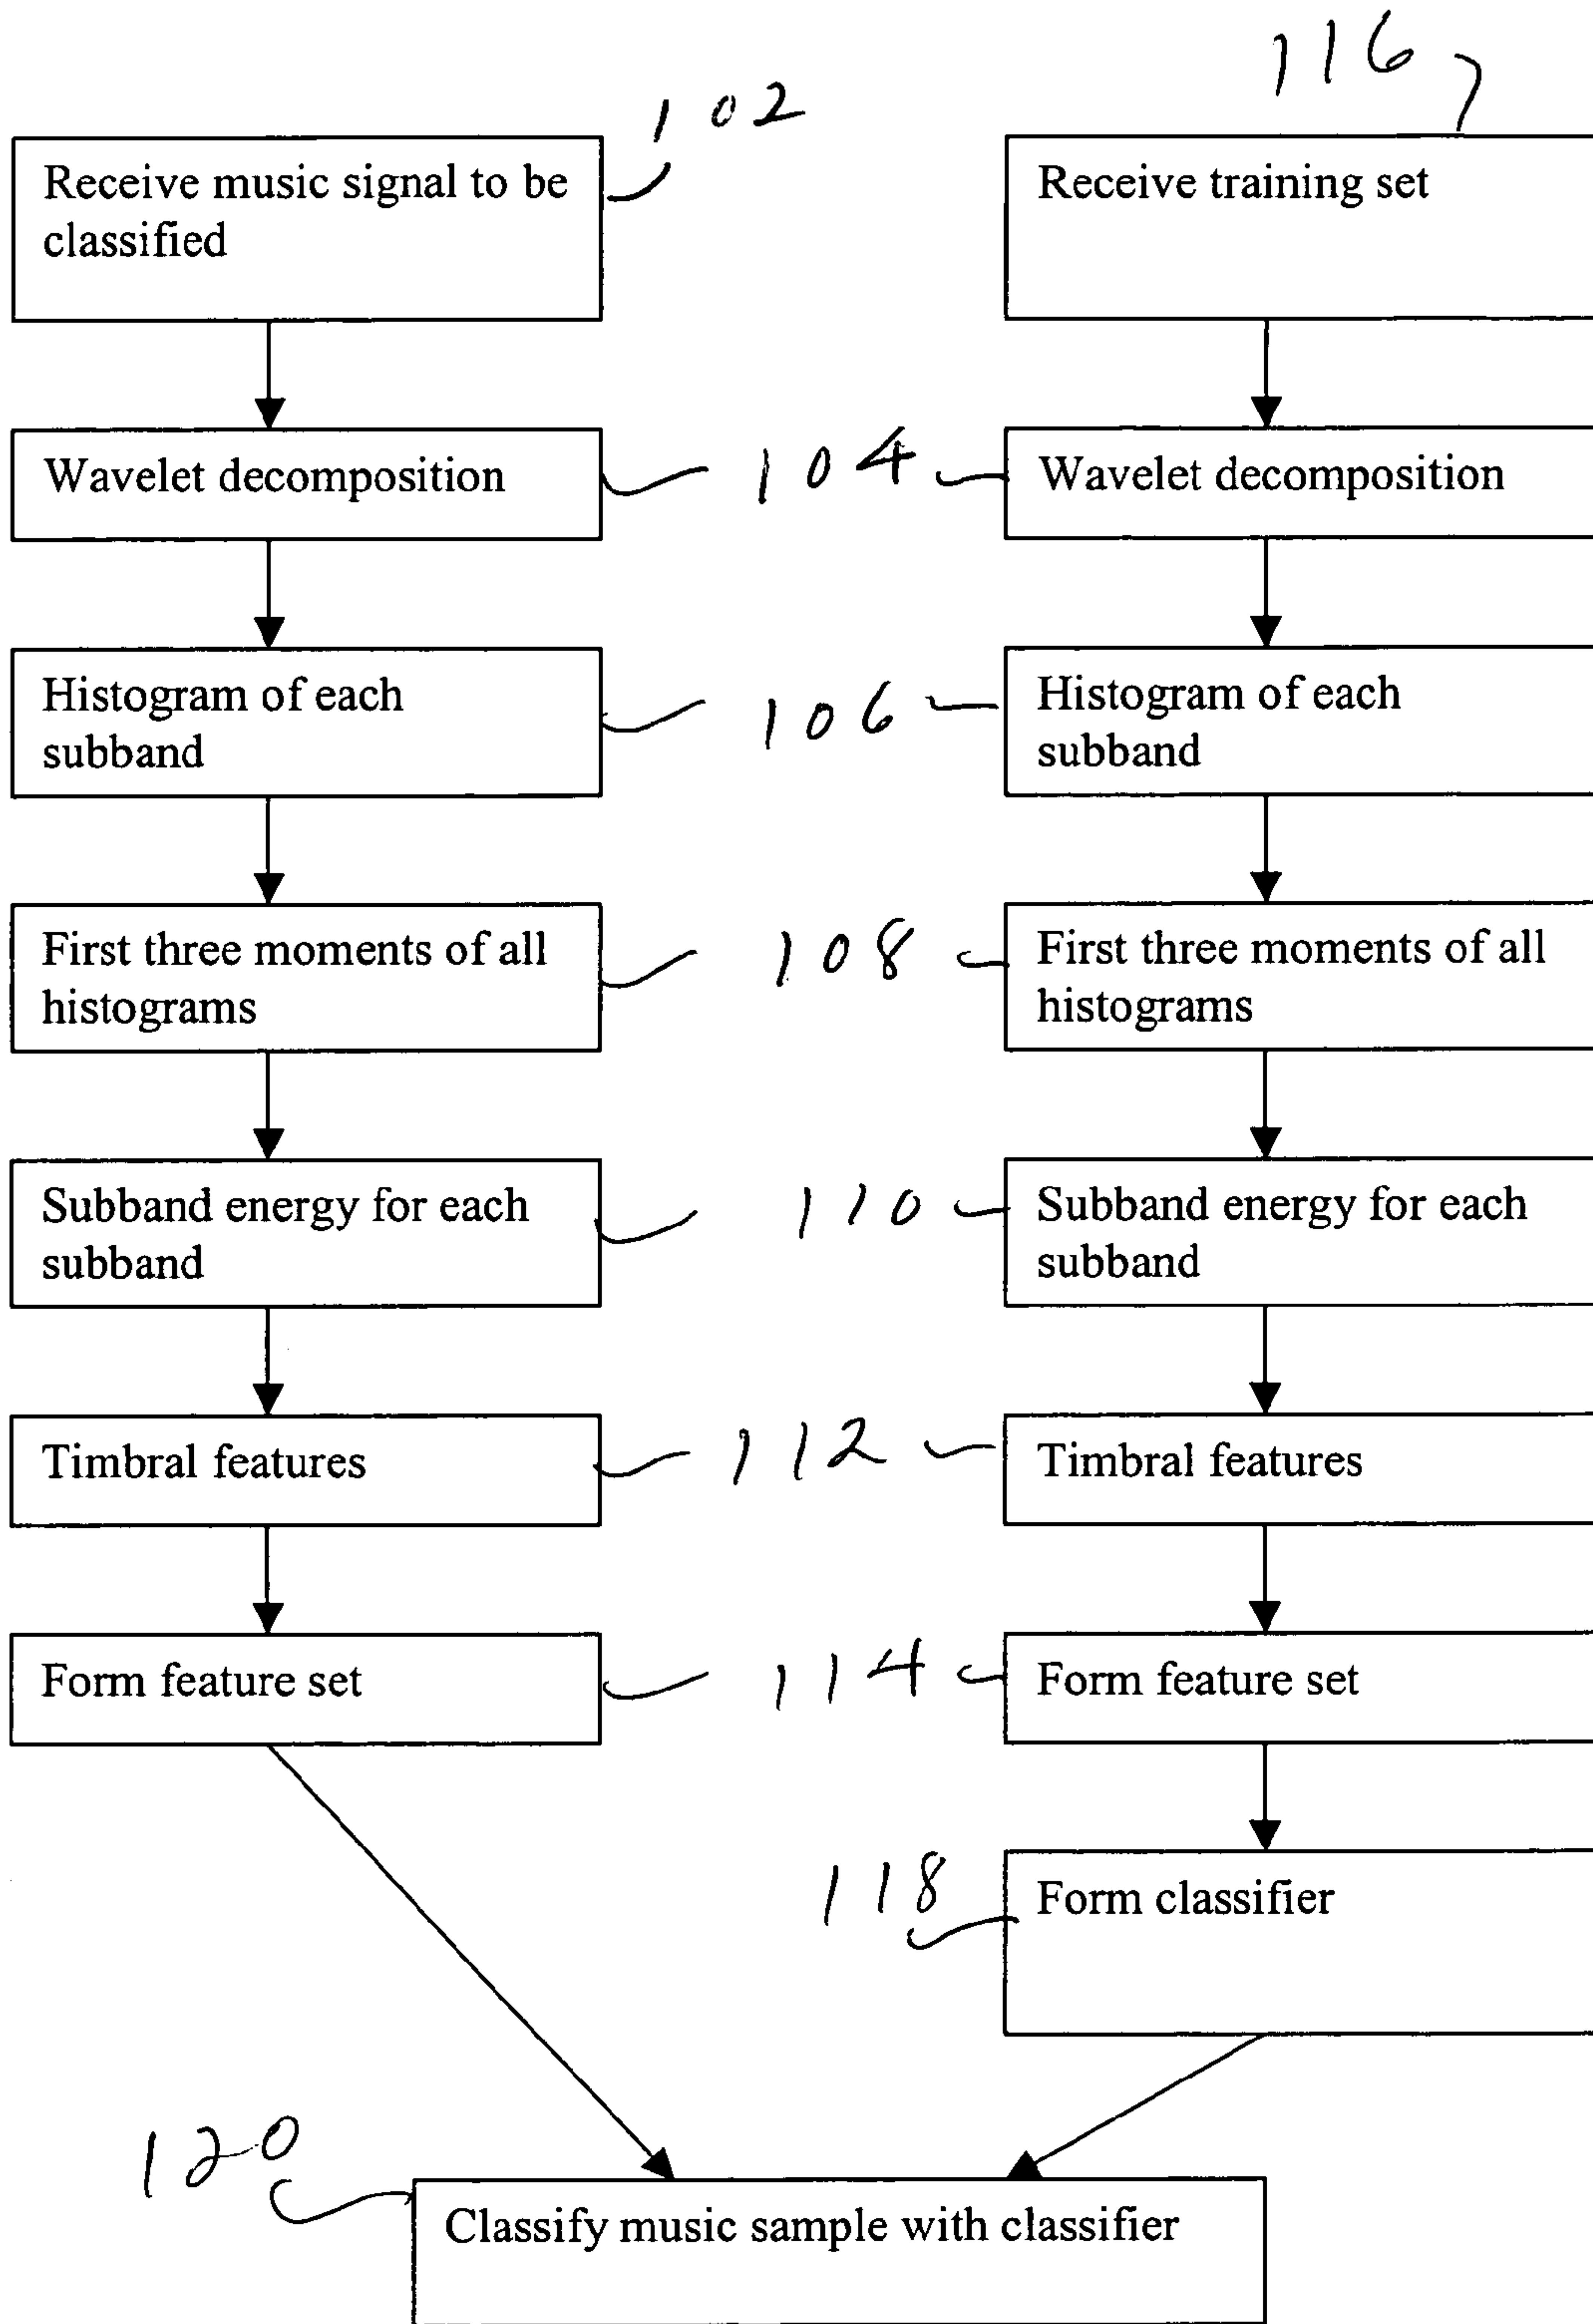 116
102
Receive music signal to be
classified
Receive training set
Wavelet decomposition
104
Wavelet decomposition
Histogram of each
subband
106
Histogram of each
subband
First three moments of all
histograms
108
First three moments of all
histograms
Subband energy for each
subband
110
Subband energy for each
subband
Timbral features
112
Timbral features
Form feature set
114
Form feature set
118
Form classifier
120
Classify music sample with classifier